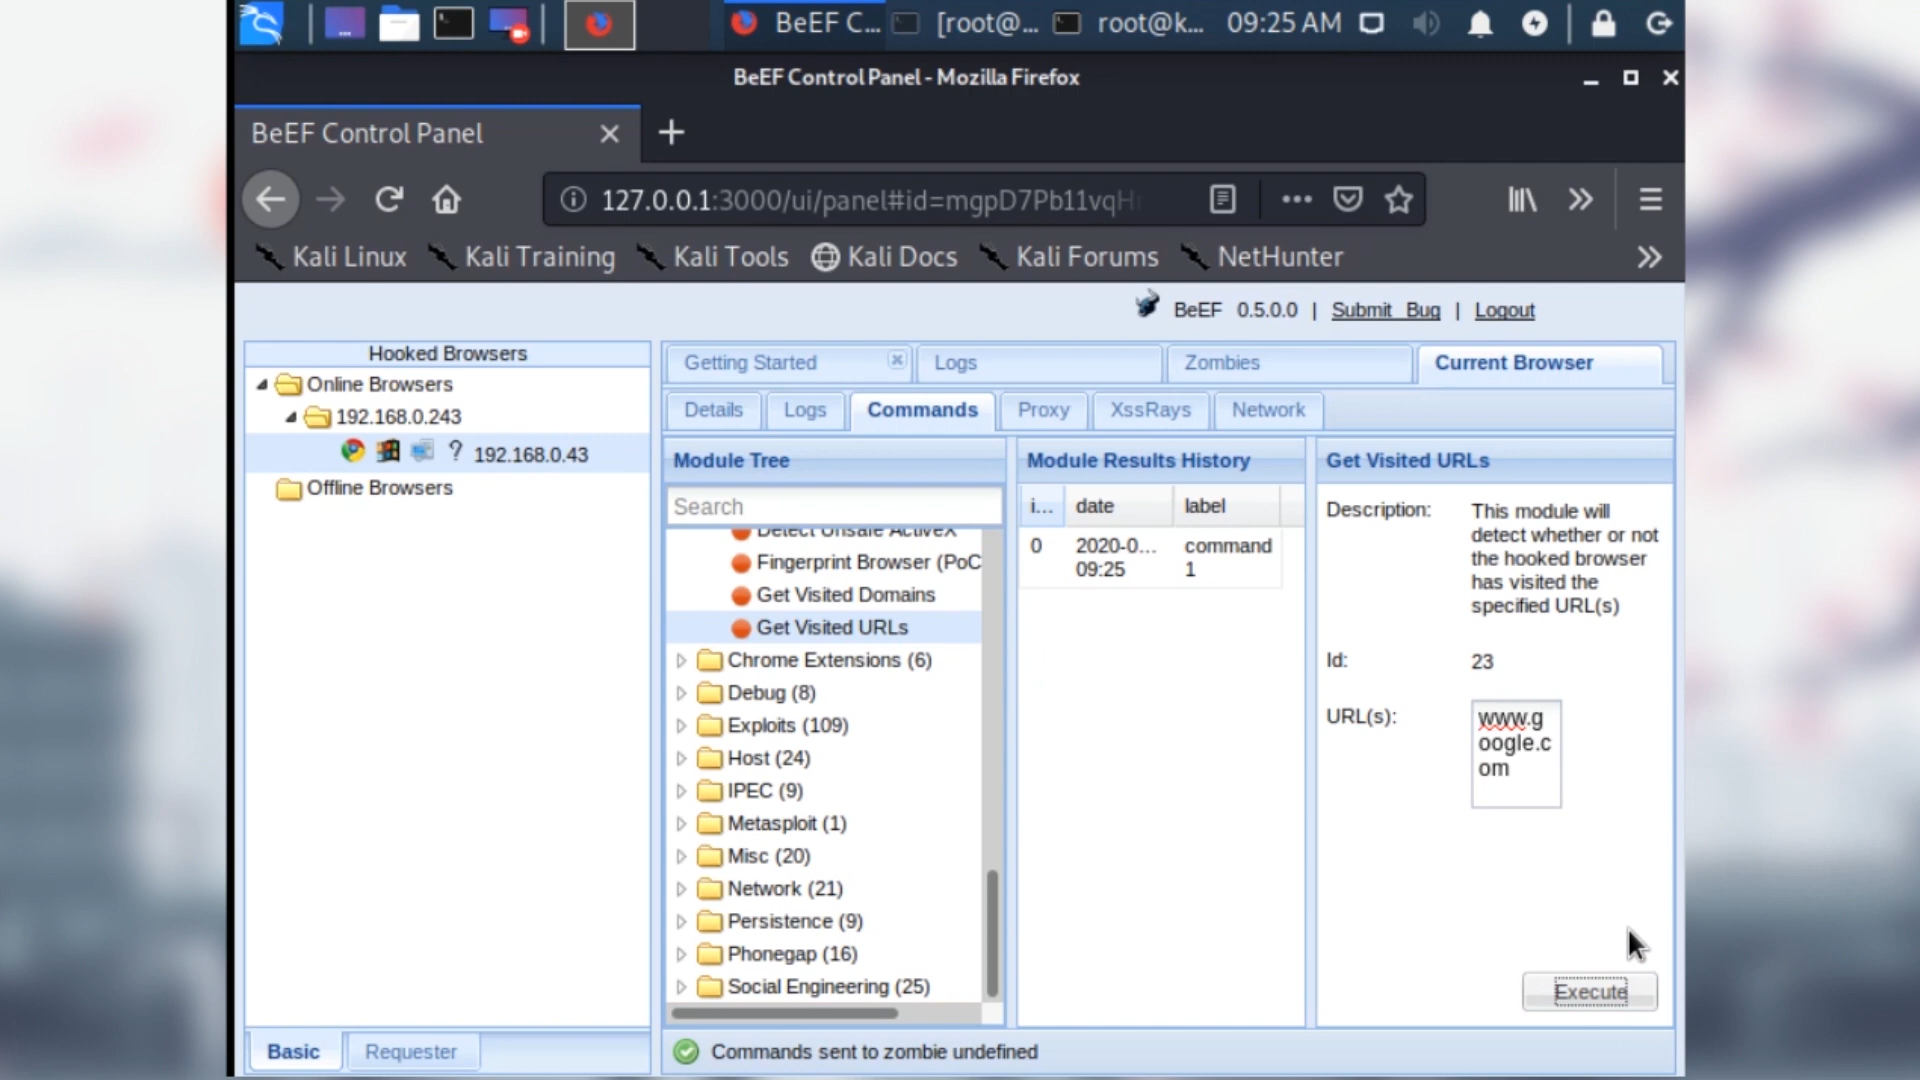 BeEF C...
[root@...
root@k...
09:25 AM
BeEF Control Panel - Mozilla Firefox
BeEF Control Panel
127.0.0.1:3000/ui/panel#id=mgpD7Pb11vqH
Kali Linux
Kali Training
Kali Tools
Kali Docs
Kali Forums
NetHunter
BeEF 0.5.0.0 | Submit Bug | Logout
Hooked Browsers
Online Browsers
192.168.0.243
? 192.168.0.43
Offline Browsers
Basic
Requester
Getting Started
Logs
Zombies
Current Browser
Details
Logs
Commands
Proxy
XssRays
Network
Module Tree
Search
Detect Unsafe ActiveX
Fingerprint Browser (PoC
Get Visited Domains
Get Visited URLs
Chrome Extensions (6)
Debug (8)
Exploits (109)
Host (24)
IPEC (9)
Metasploit (1)
Misc (20)
Network (21)
Persistence (9)
Phonegap (16)
Social Engineering (25)
Module Results History
i...
date
label
0
2020-0...
09:25
command
1
Get Visited URLs
Description:
This module will
detect whether or not
the hooked browser
has visited the
specified URL(s)
Id:
23
URL(s):
www.g
oogle.c
om
Execute
Commands sent to zombie undefined